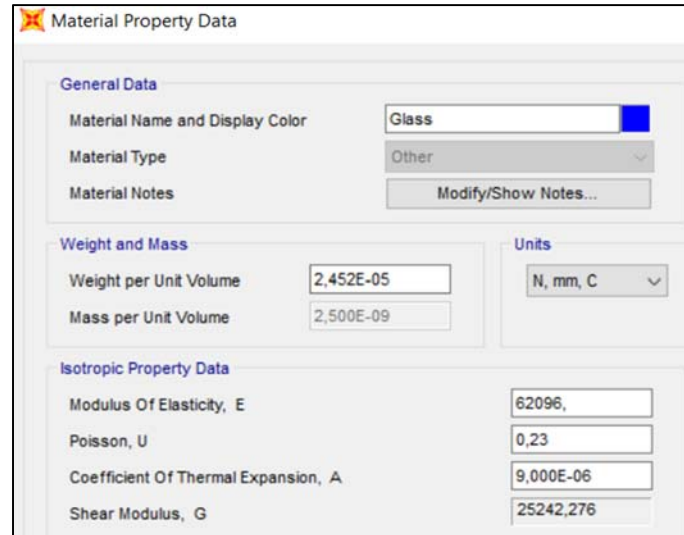 Material Property Data
General Data
Material Name and Display Color Glass
Material Type Other
Material Notes Modify/Show Notes...
Weight and Mass Units
Weight per Unit Volume 2,452E-05 N, mm, C
Mass per Unit Volume 2,500E-09
Isotropic Property Data
Modulus Of Elasticity, E 62096,
Poisson, U 0,23
Coefficient Of Thermal Expansion, A 9,000E-06
Shear Modulus, G 25242,276